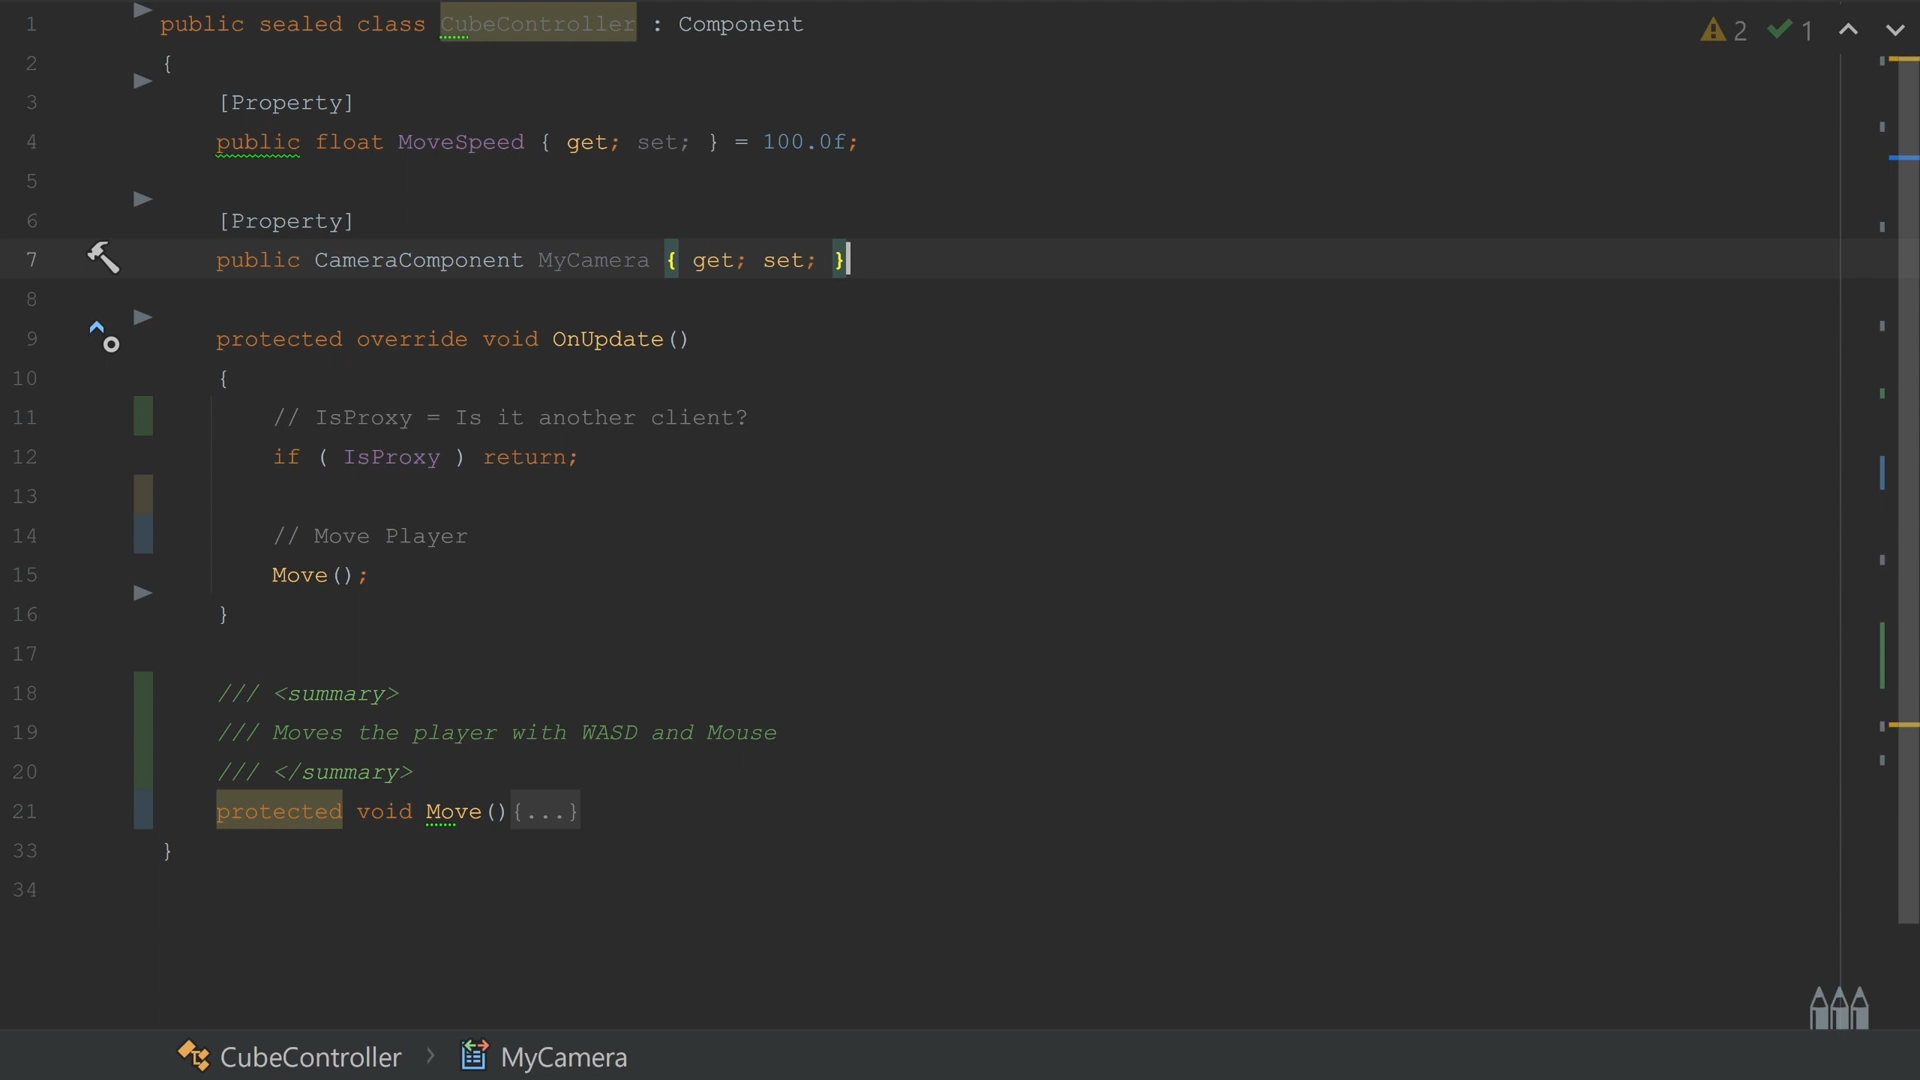 1 public sealed class CubeController : Component
2 {
3 [Property]
4 public float MoveSpeed { get; set; } = 100.0f;
5
6 [Property]
7 public CameraComponent MyCamera { get; set; }
8
9 protected override void OnUpdate()
10 {
11 // IsProxy = Is it another client?
12 if ( IsProxy ) return;
13
14 // Move Player
15 Move();
16 }
17
18 /// <summary>
19 /// Moves the player with WASD and Mouse
20 /// </summary>
21 protected void Move(){...}
33 }
34
2 1
CubeController > MyCamera